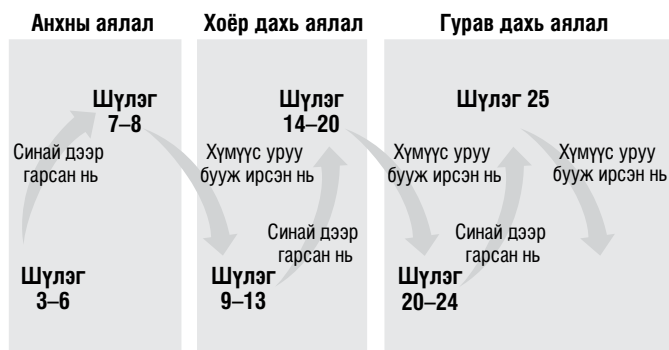 Анхны аялал
Шүлэг
7–8
Синай дээр
гарсан нь
Шүлэг
3–6
Хоёр дахь аялал
Шүлэг
14–20
Хүмүүс уруу
бууж ирсэн нь
Синай дээр
гарсан нь
Шүлэг
9–13
Гурав дахь аялал
Шүлэг 25
Хүмүүс уруу
бууж ирсэн нь
Хүмүүс уруу
бууж ирсэн нь
Синай дээр
гарсан нь
Шүлэг
20–24